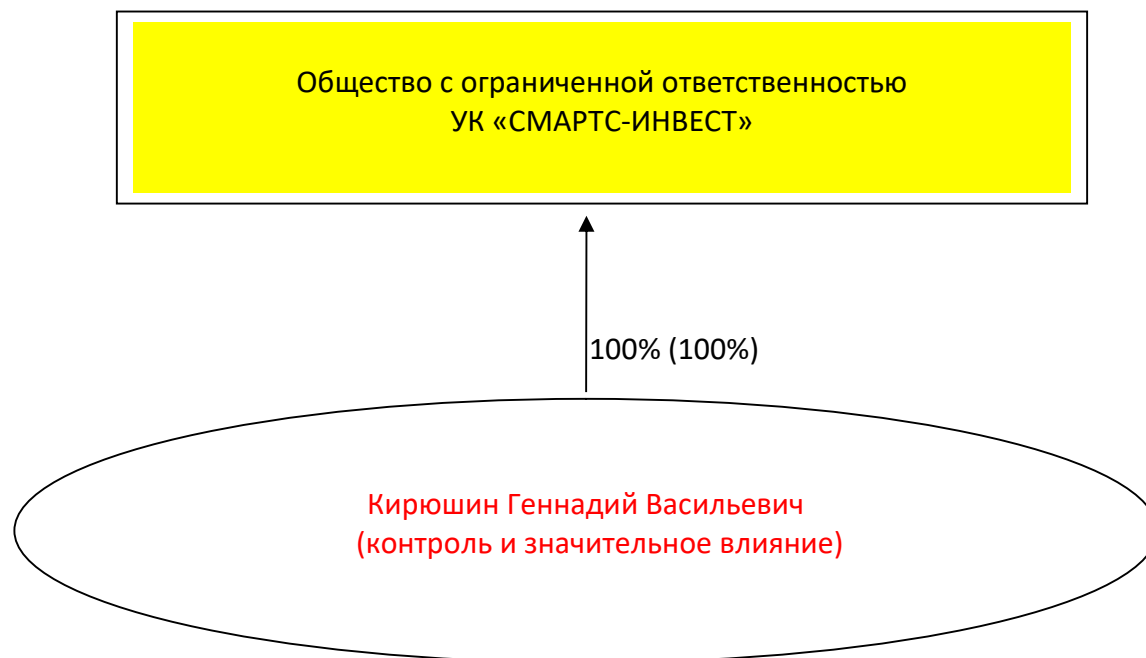 Общество с ограниченной ответственностью
УК «СМАРТС-ИНВЕСТ»
100% (100%)
Кирюшин Геннадий Васильевич
(контроль и значительное влияние)